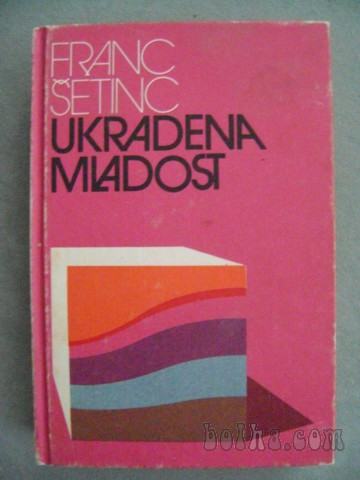 FRANC
ŠETINC
UKRADENA
MLADOST
bolha.com